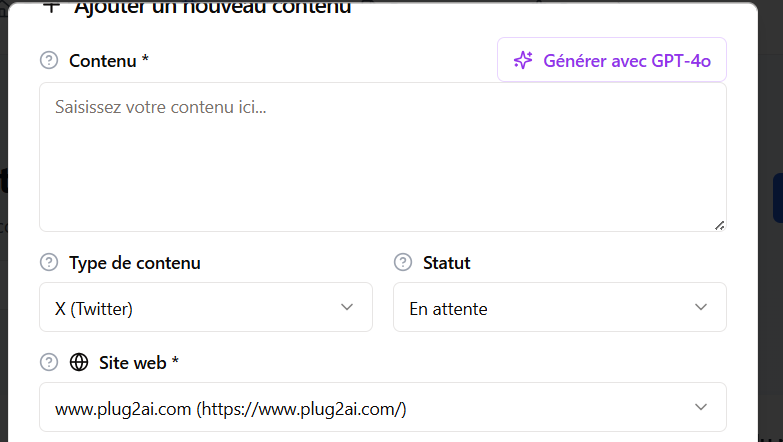 + Ajouter un nouveau contenu
Contenu *
Générer avec GPT-4o
Saisissez votre contenu ici...
Type de contenu
Statut
X (Twitter)
En attente
Site web *
www.plug2ai.com (https://www.plug2ai.com/)